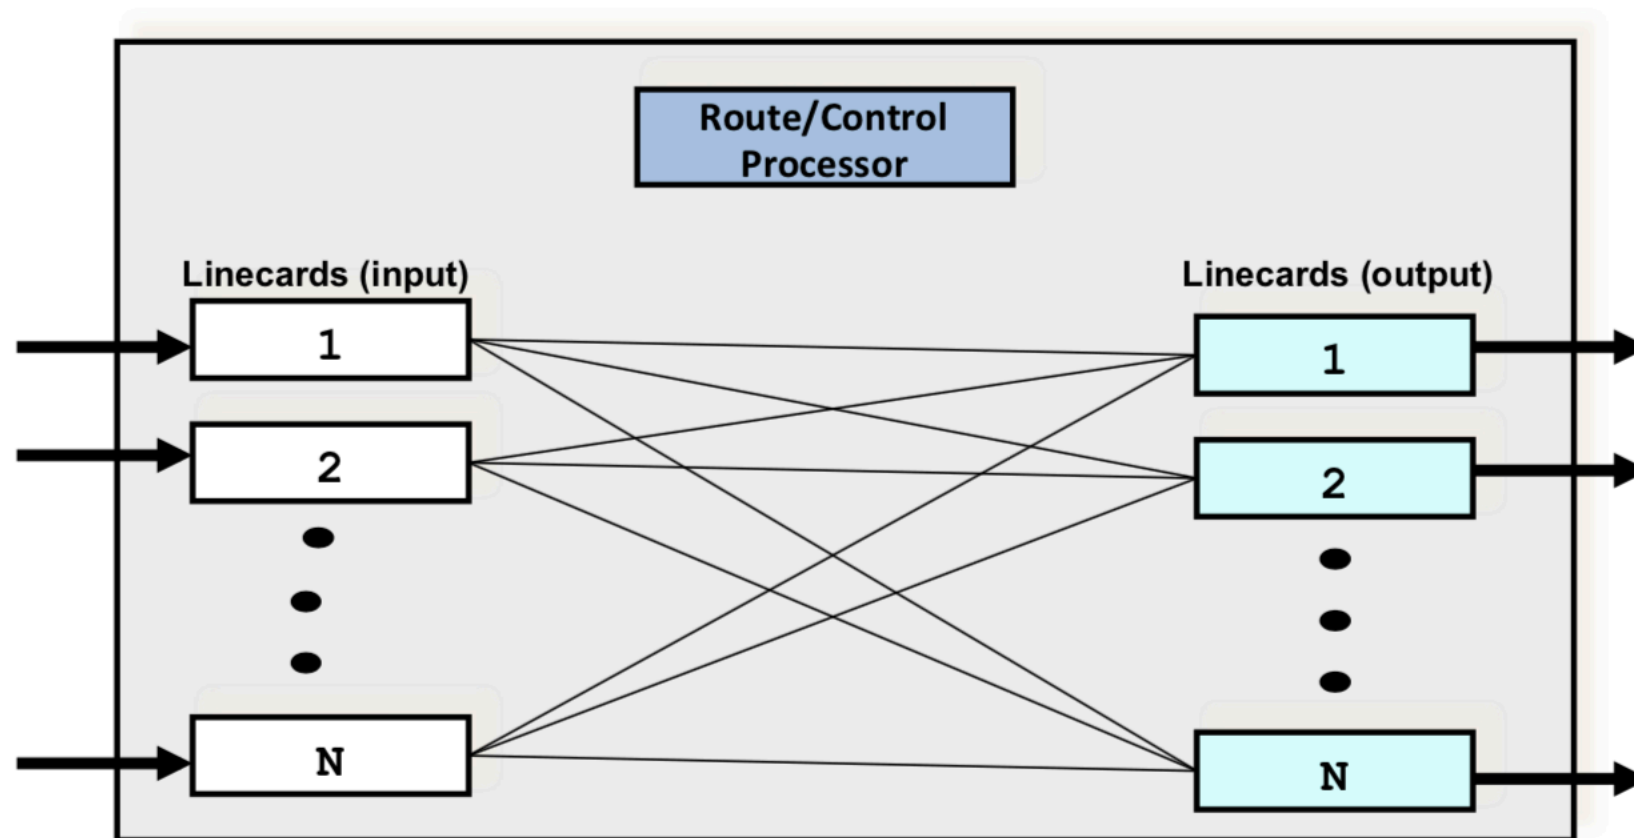 Route/Control
Processor
Linecards (input)
Linecards (output)
1
1
2
2
N
N